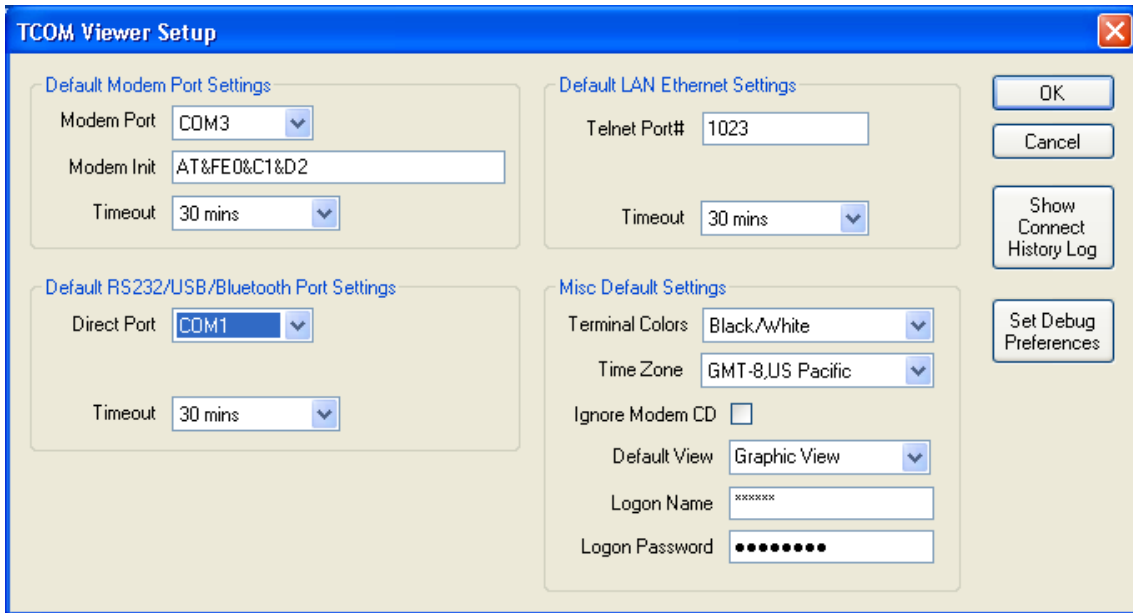 TCOM Viewer Setup
Default Modem Port Settings
Modem Port COM3
Modem Init AT&FE0&C1&D2
Timeout 30 mins
Default LAN Ethernet Settings
Telnet Port# 1023
Timeout 30 mins
OK
Cancel
Show
Connect
History Log
Set Debug
Preferences
Default RS232/USB/Bluetooth Port Settings
Direct Port COM1
Timeout 30 mins
Misc Default Settings
Terminal Colors Black/White
Time Zone GMT-8,US Pacific
Ignore Modem CD
Default View Graphic View
Logon Name ××××××
Logon Password ●●●●●●●●